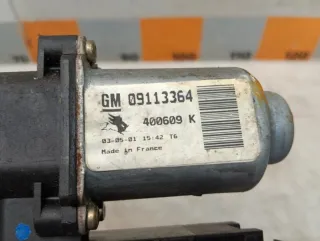 GM 09113364
400609 K
03-05-01 15:42 T6
Made in France